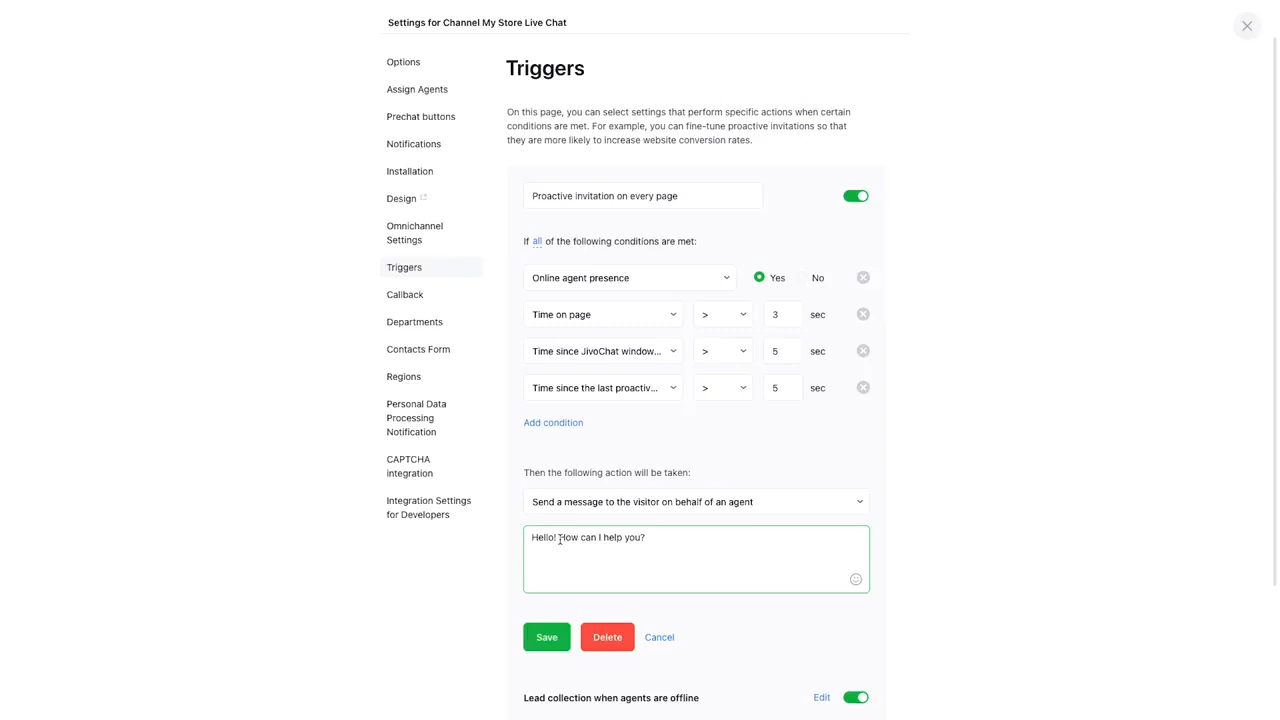 Settings for Channel My Store Live Chat
Options
Assign Agents
Prechat buttons
Notifications
Installation
Design
Omnichannel
Settings
Triggers
Callback
Departments
Contacts Form
Regions
Personal Data
Processing
Notification
CAPTCHA
integration
Integration Settings
for Developers
Triggers
On this page, you can select settings that perform specific actions when certain
conditions are met. For example, you can fine-tune proactive invitations so that
they are more likely to increase website conversion rates.
Proactive invitation on every page
If all of the following conditions are met:
Online agent presence Yes No
Time on page > 3 sec
Time since JivoChat window... > 5 sec
Time since the last proactiv... > 5 sec
Add condition
Then the following action will be taken:
Send a message to the visitor on behalf of an agent
Hello! How can I help you?
Save Delete Cancel
Lead collection when agents are offline Edit